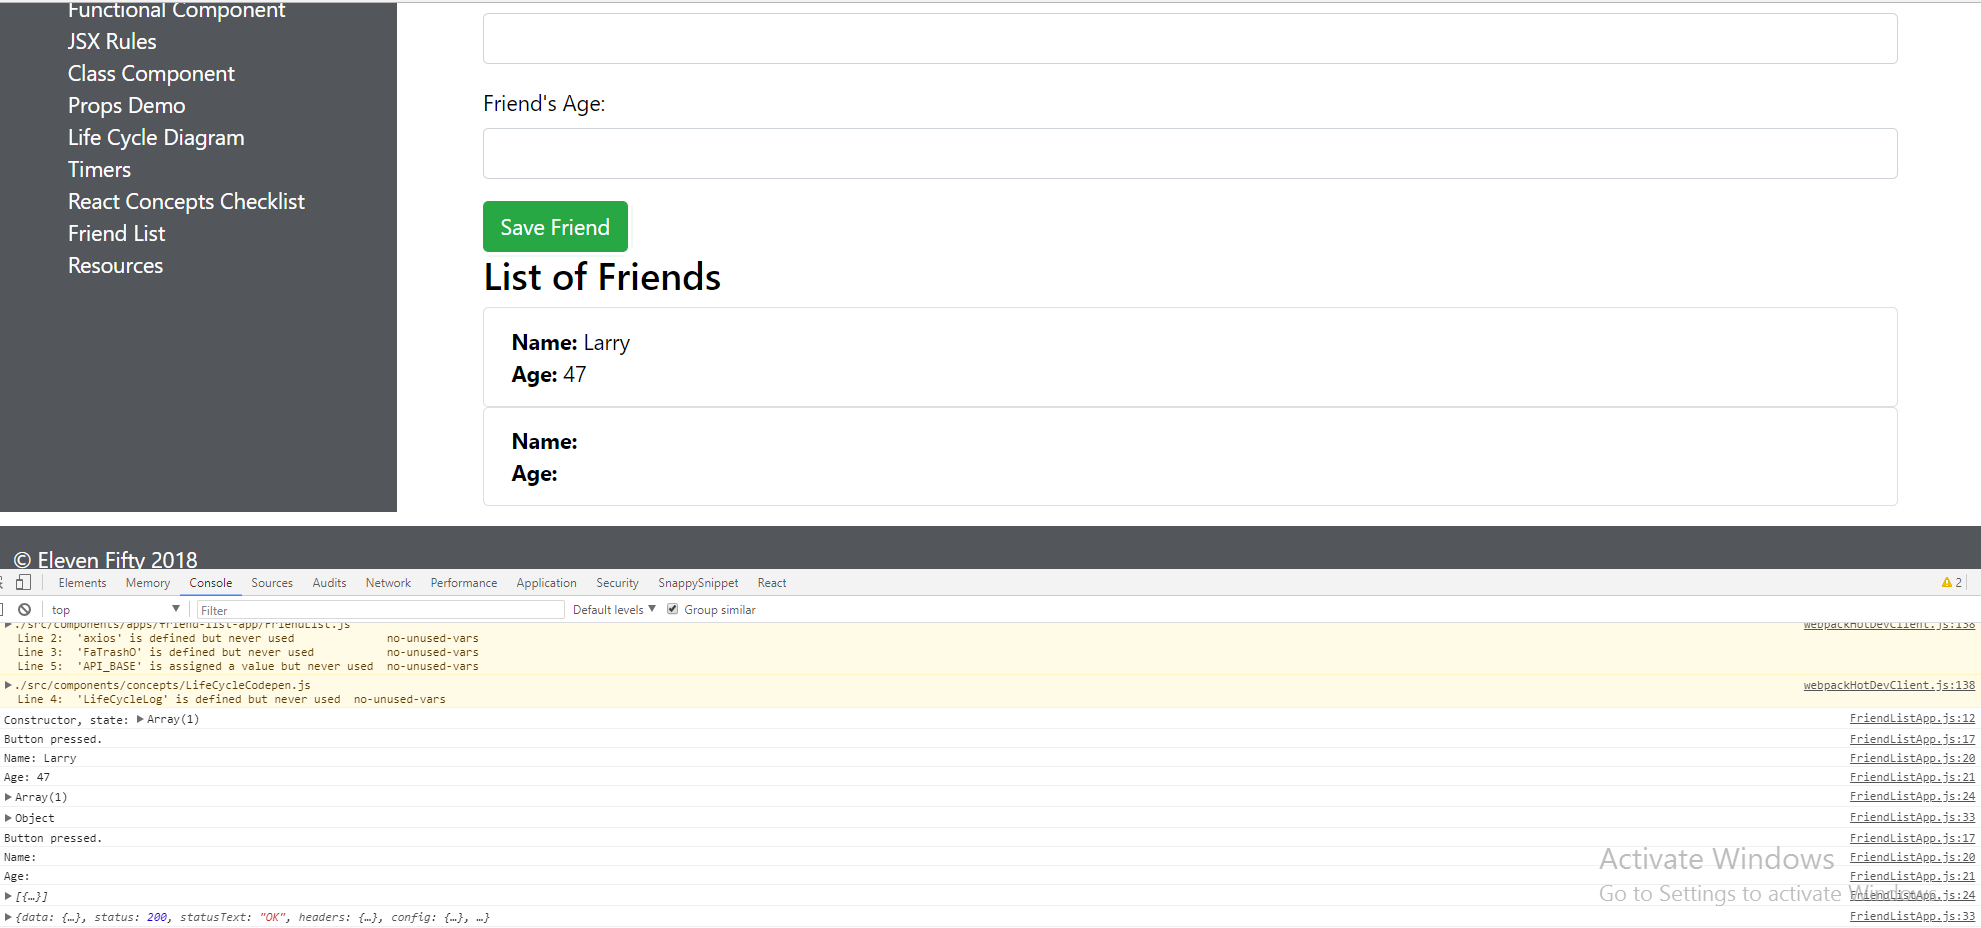 Functional Component
JSX Rules
Class Component
Props Demo
Life Cycle Diagram
Timers
React Concepts Checklist
Friend List
Resources
Friend's Age:
Save Friend
List of Friends
Name: Larry
Age: 47
Name:
Age:
© Eleven Fifty 2018
Elements Memory Console Sources Audits Network Performance Application Security SnappySnippet React 2
top Filter Default levels Group similar
./src/components/apps/friend-list-app/FriendList.js webpackHotDevClient.js:138
Line 2: 'axios' is defined but never used no-unused-vars
Line 3: 'FaTrashO' is defined but never used no-unused-vars
Line 5: 'API_BASE' is assigned a value but never used no-unused-vars
./src/components/concepts/LifeCycleCodepen.js webpackHotDevClient.js:138
Line 4: 'LifeCycleLog' is defined but never used no-unused-vars
Constructor, state: Array(1) FriendListApp.js:12
Button pressed. FriendListApp.js:17
Name: Larry FriendListApp.js:20
Age: 47 FriendListApp.js:21
Array(1) FriendListApp.js:24
Object FriendListApp.js:33
Button pressed. FriendListApp.js:17
Name: FriendListApp.js:20
Age: FriendListApp.js:21
[{…}] FriendListApp.js:24
{data: {…}, status: 200, statusText: "OK", headers: {…}, config: {…}, …} FriendListApp.js:33
Activate Windows
Go to Settings to activate Windows.